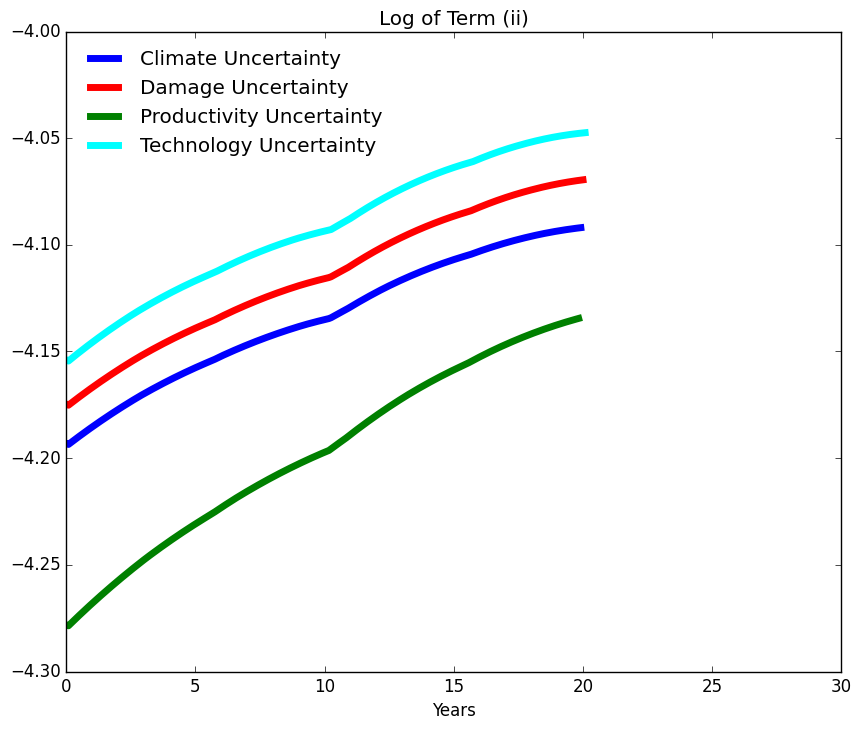 Log of Term (ii)
−4.00
Climate Uncertainty
Damage Uncertainty
Productivity Uncertainty
Technology Uncertainty
−4.05
−4.10
−4.15
−4.20
−4.25
−4.30
0 5 10 15 20 25 30
Years